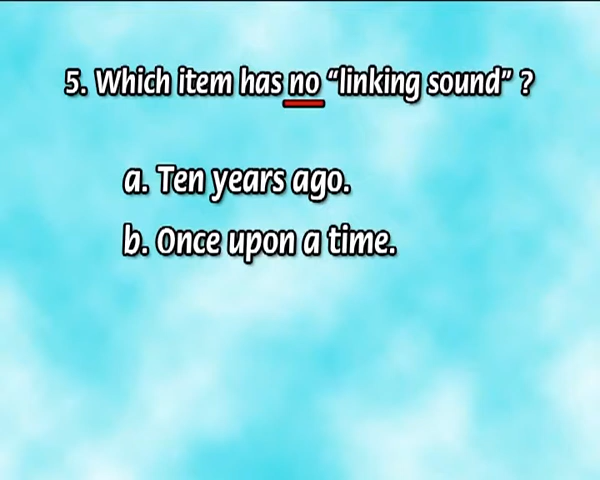 5. Which item has no “linking sound” ?
a. Ten years ago.
b. Once upon a time.